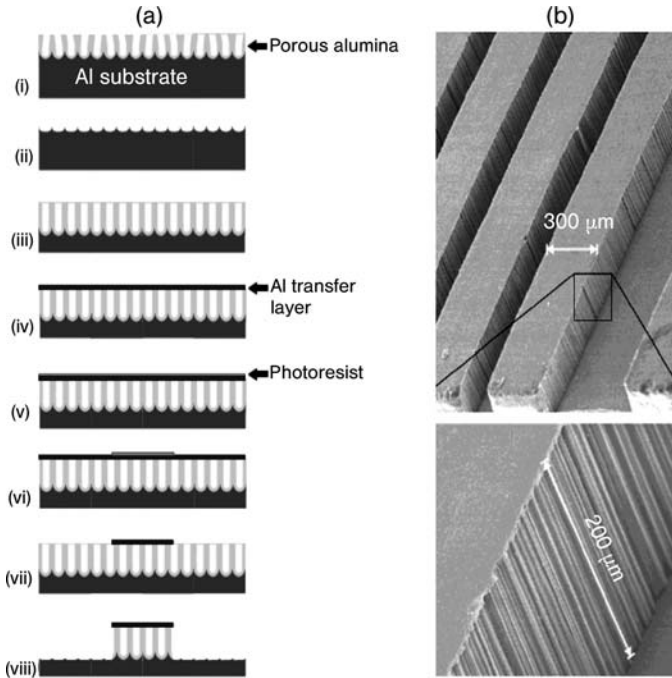 (a)
(b)
Porous alumina
Al substrate
(i)
(ii)
(iii)
Al transfer
layer
(iv)
Photoresist
(v)
(vi)
(vii)
(viii)
300 μm
200 μm